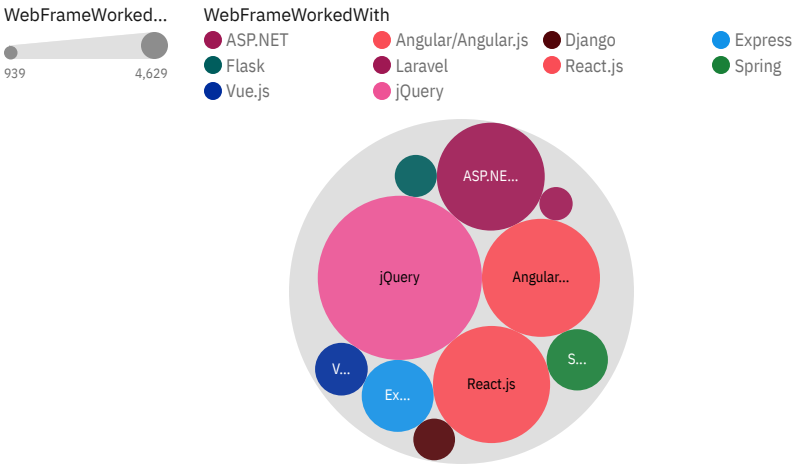 WebFrameWorked...
939
4,629
WebFrameWorkedWith
ASP.NET
Angular/Angular.js
Django
Express
Flask
Laravel
React.js
Spring
Vue.js
jQuery
ASP.NE...
jQuery
Angular...
V...
Ex...
React.js
S...